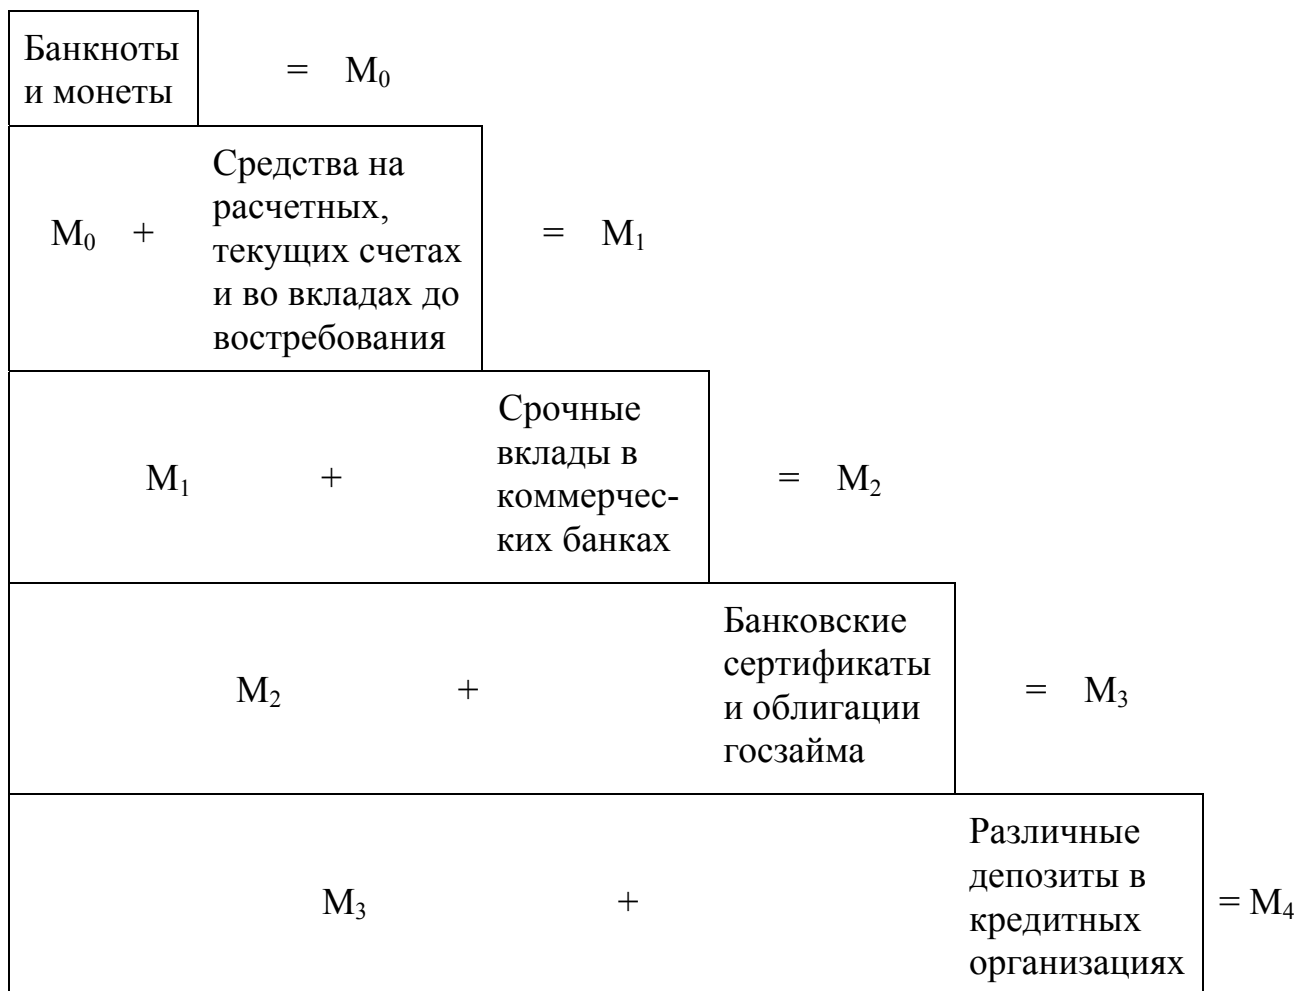 Банкноты
и монеты
= M₀
M₀ +
Средства на
расчетных,
текущих счетах
и во вкладах до
востребования
= M₁
M₁ +
Срочные
вклады в
коммерчес-
ких банках
= M₂
M₂ +
Банковские
сертификаты
и облигации
госзайма
= M₃
M₃ +
Различные
депозиты в
кредитных
организациях
= M₄